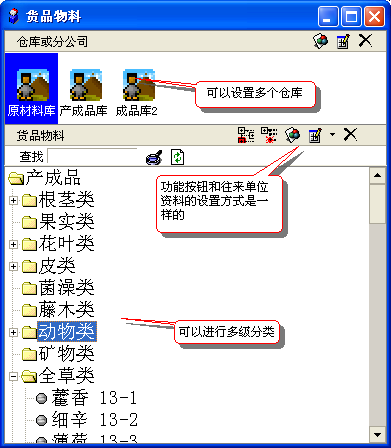 货品物料
仓库或分公司
原材料库 产成品库 成品库2
可以设置多个仓库
货品物料
查找
功能按钮和往来单位
资料的设置方式是一
样的
产成品
根茎类
果实类
花叶类
皮类
菌澡类
藤木类
动物类
可以进行多级分类
矿物类
全草类
藿香 13-1
细辛 13-2
薄荷 13-3